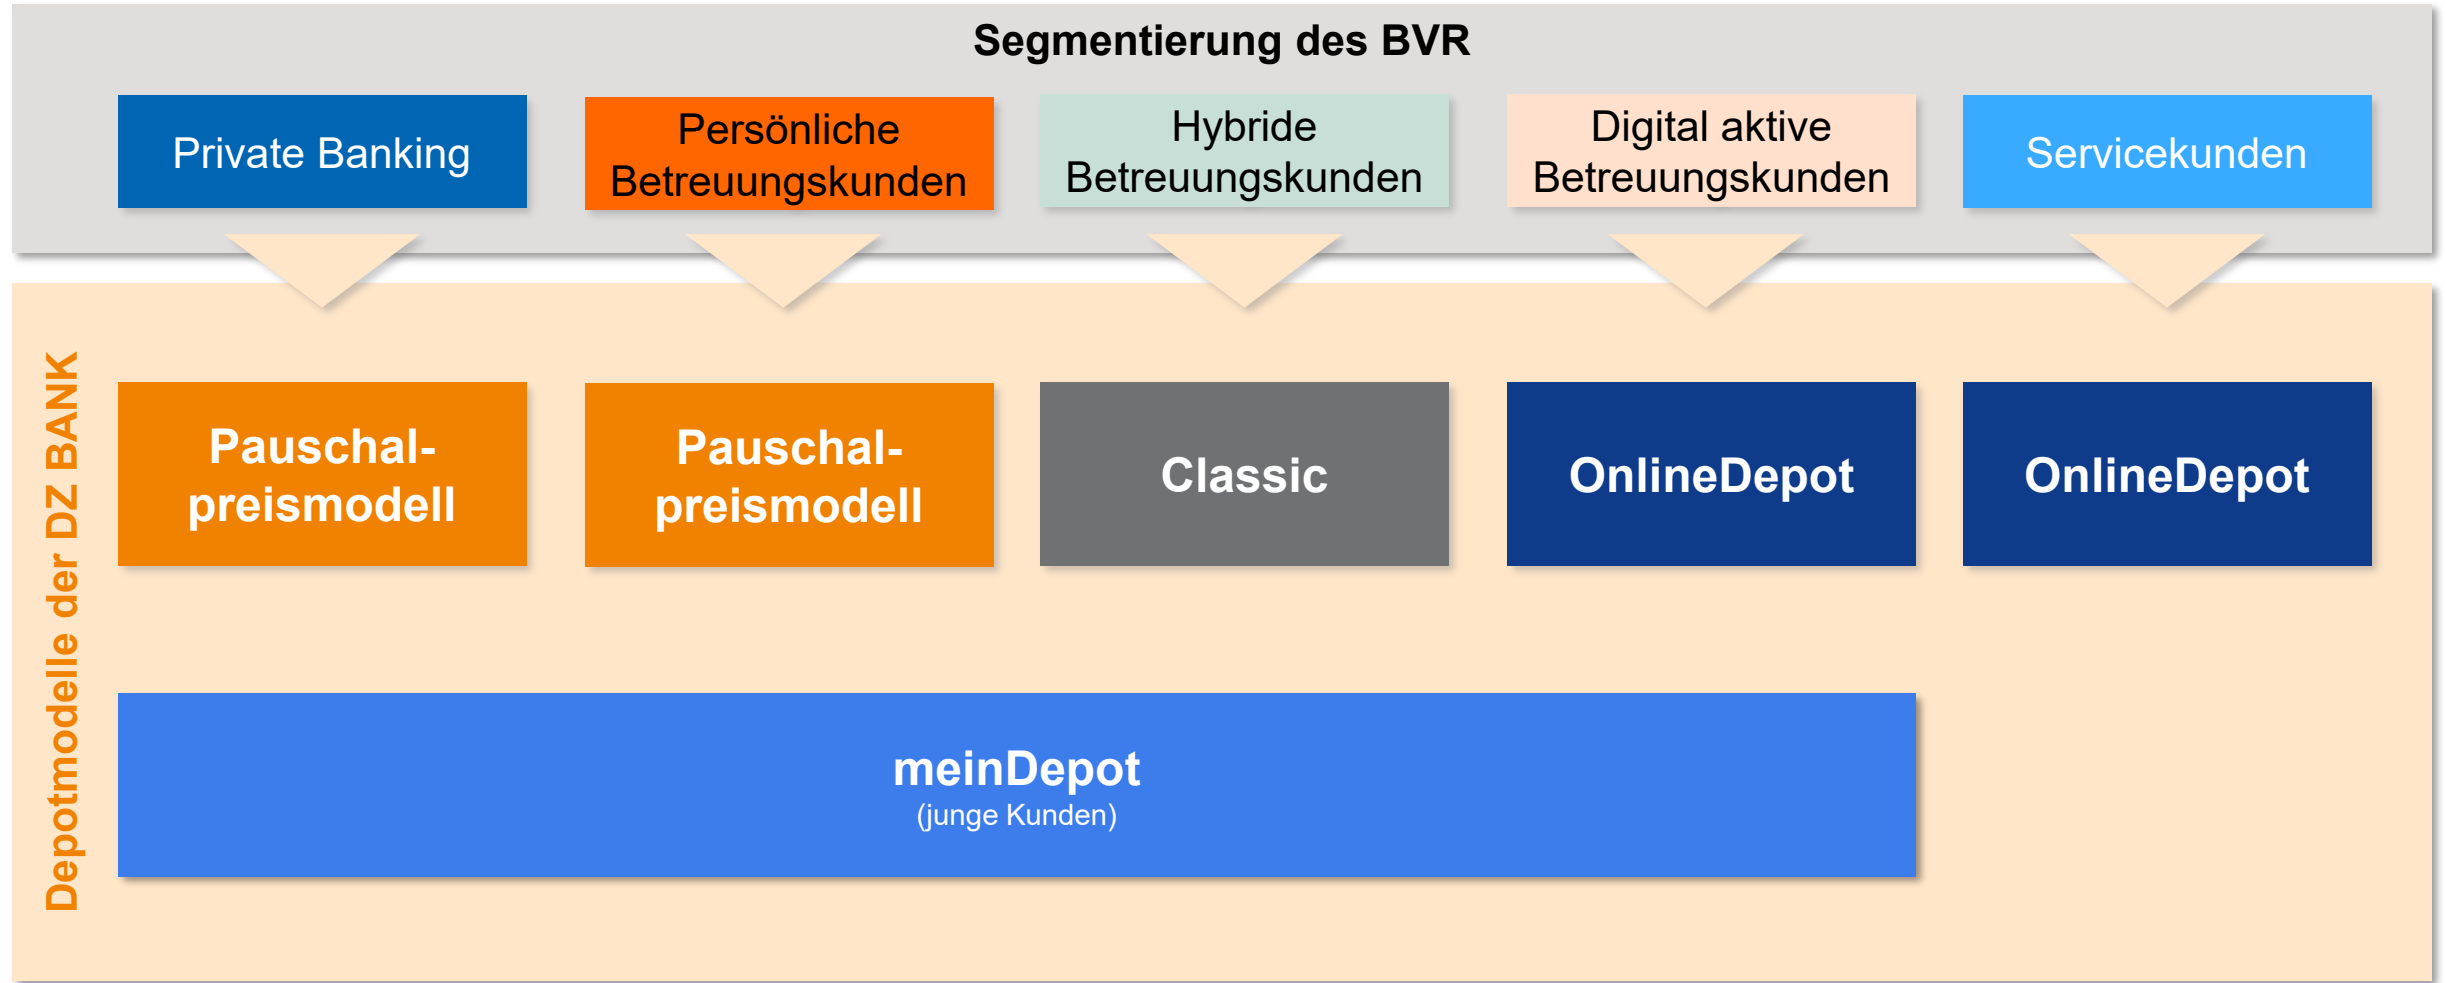 Segmentierung des BVR
Private Banking
Persönliche
Betreuungskunden
Hybride
Betreuungskunden
Digital aktive
Betreuungskunden
Servicekunden
Depotmodelle der DZ BANK
Pauschal-
preismodell
Pauschal-
preismodell
Classic
OnlineDepot
OnlineDepot
meinDepot
(junge Kunden)